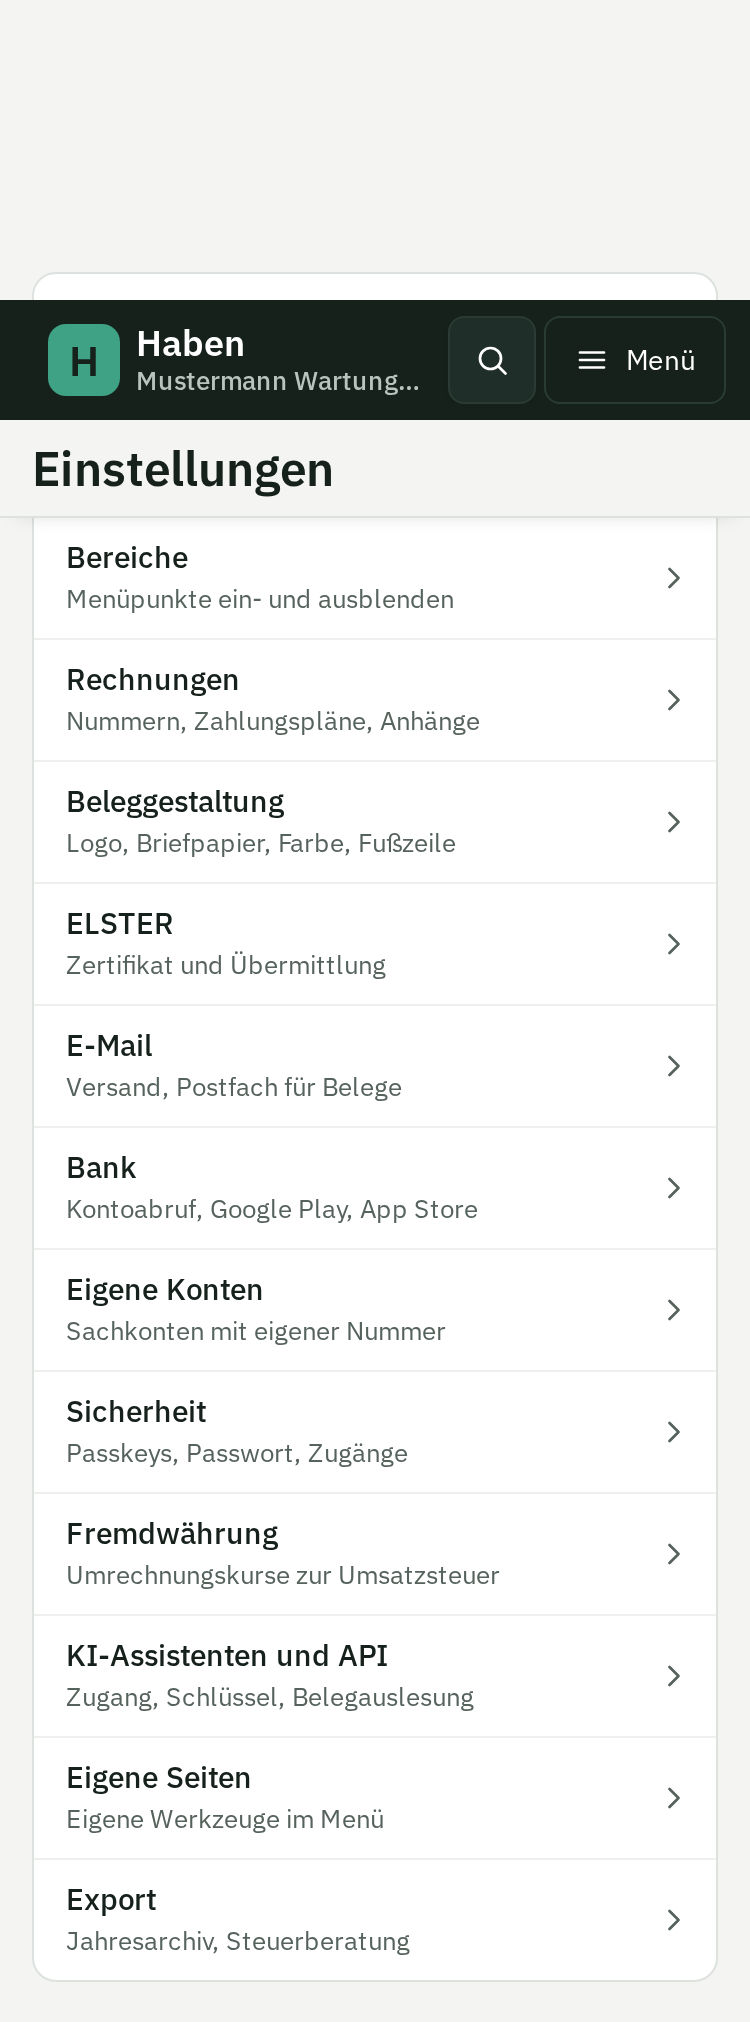 H
Haben
Mustermann Wartung...
Menü
Einstellungen
Bereiche
Menüpunkte ein- und ausblenden
Rechnungen
Nummern, Zahlungspläne, Anhänge
Beleggestaltung
Logo, Briefpapier, Farbe, Fußzeile
ELSTER
Zertifikat und Übermittlung
E-Mail
Versand, Postfach für Belege
Bank
Kontoabruf, Google Play, App Store
Eigene Konten
Sachkonten mit eigener Nummer
Sicherheit
Passkeys, Passwort, Zugänge
Fremdwährung
Umrechnungskurse zur Umsatzsteuer
KI-Assistenten und API
Zugang, Schlüssel, Belegauslesung
Eigene Seiten
Eigene Werkzeuge im Menü
Export
Jahresarchiv, Steuerberatung